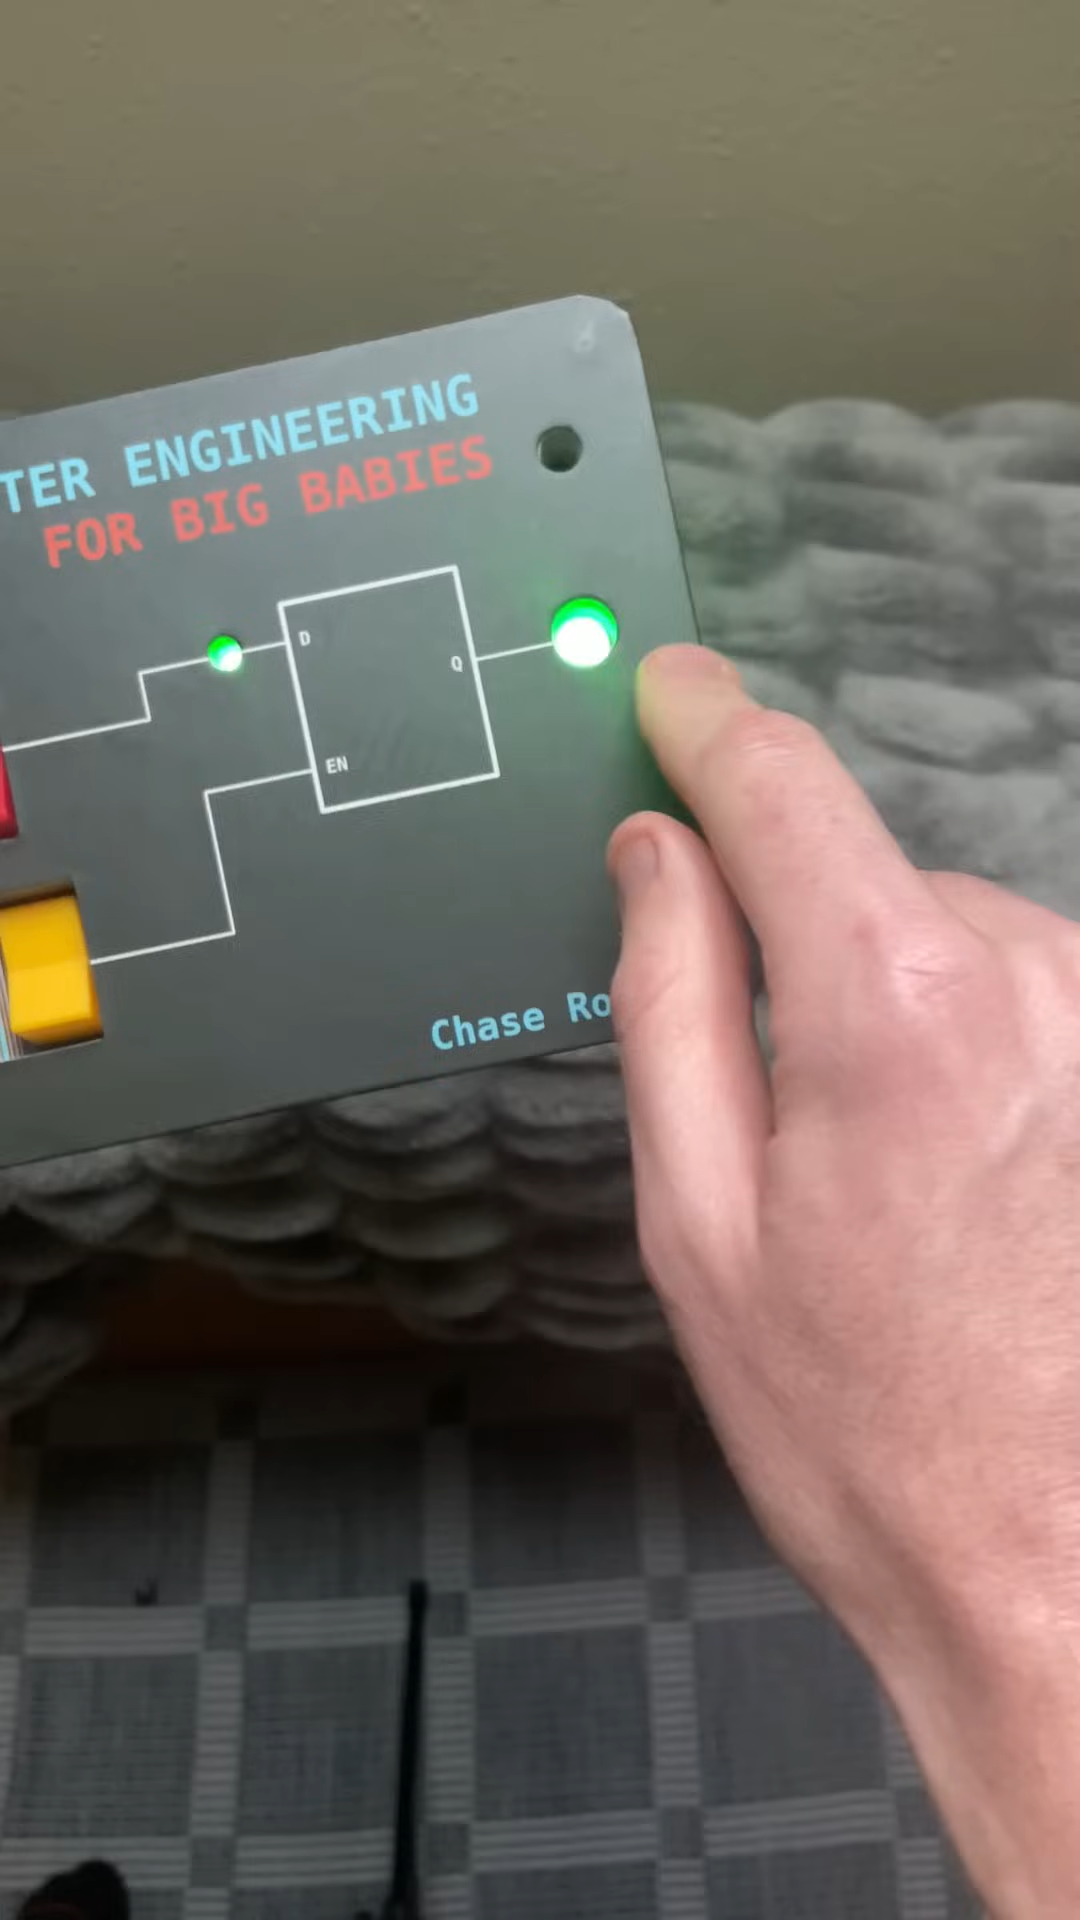 TER ENGINEERING
FOR BIG BABIES
D
Q
EN
Chase Ro